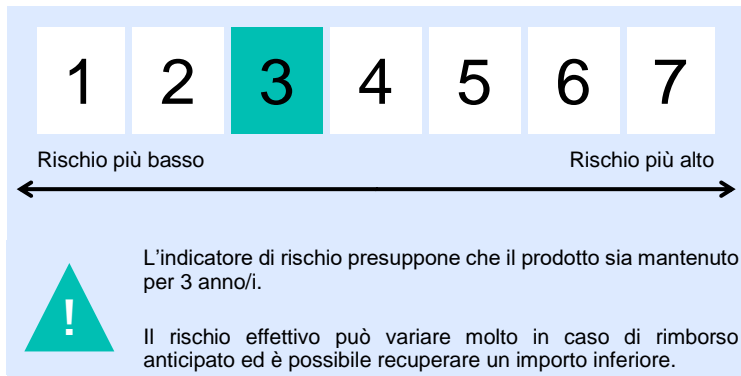 1 2 3 4 5 6 7
Rischio più basso Rischio più alto
L'indicatore di rischio presuppone che il prodotto sia mantenuto
per 3 anno/i.
!
Il rischio effettivo può variare molto in caso di rimborso
anticipato ed è possibile recuperare un importo inferiore.